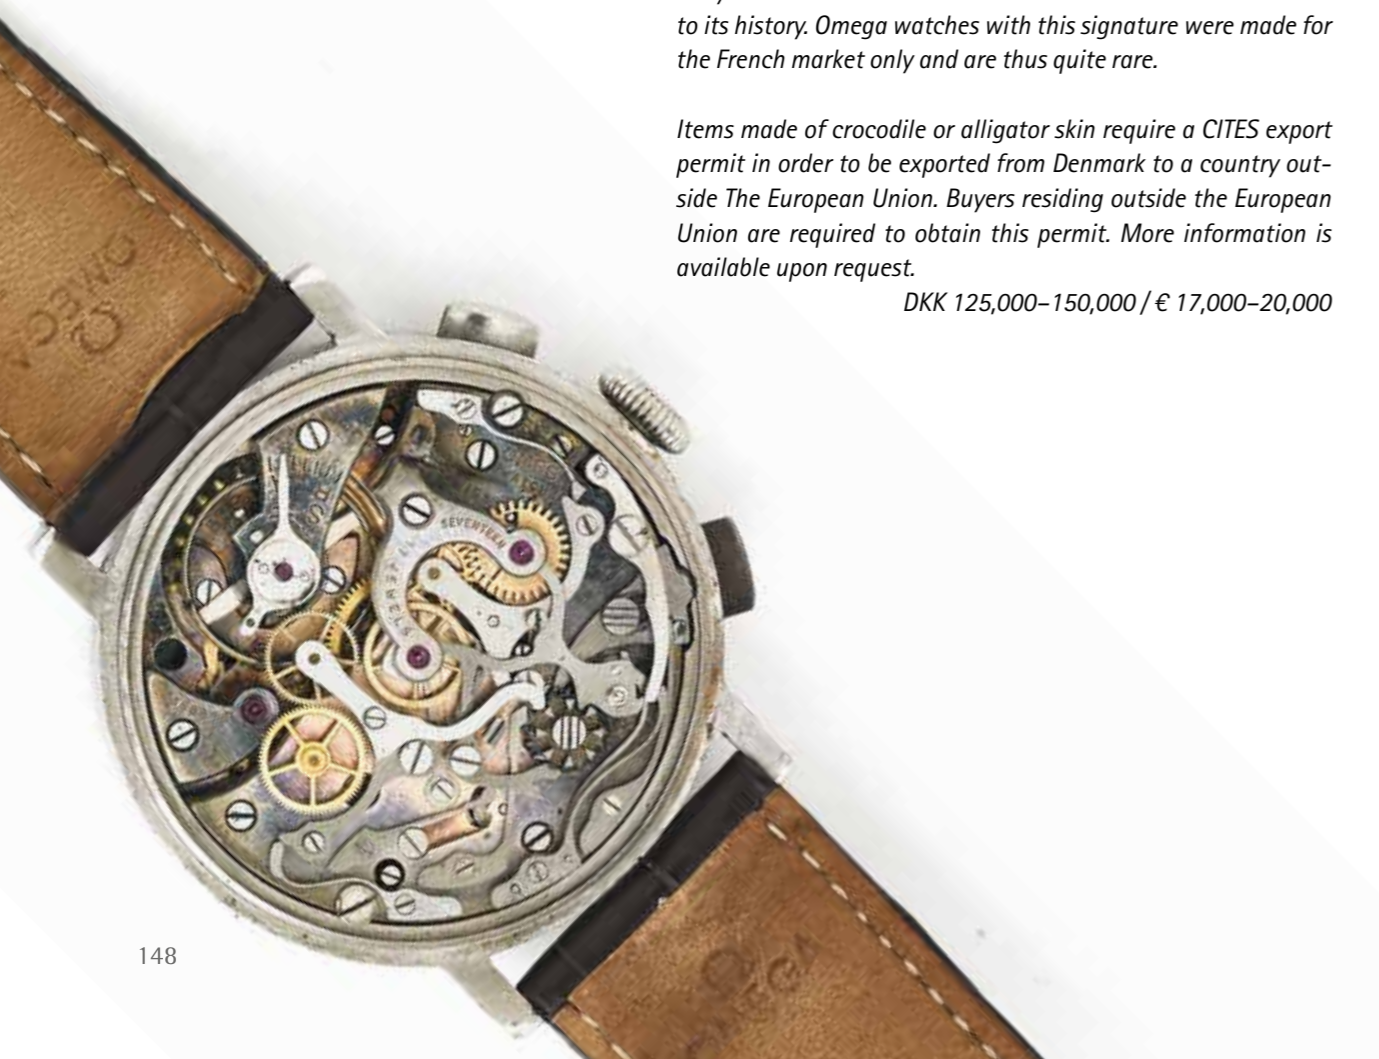 to its history. Omega watches with this signature were made for
the French market only and are thus quite rare.
Items made of crocodile or alligator skin require a CITES export
permit in order to be exported from Denmark to a country out-
side The European Union. Buyers residing outside the European
Union are required to obtain this permit. More information is
available upon request.
DKK 125,000–150,000 / € 17,000–20,000
OMEGA
SEVENTEEN
JEWELS
OMEGA
148